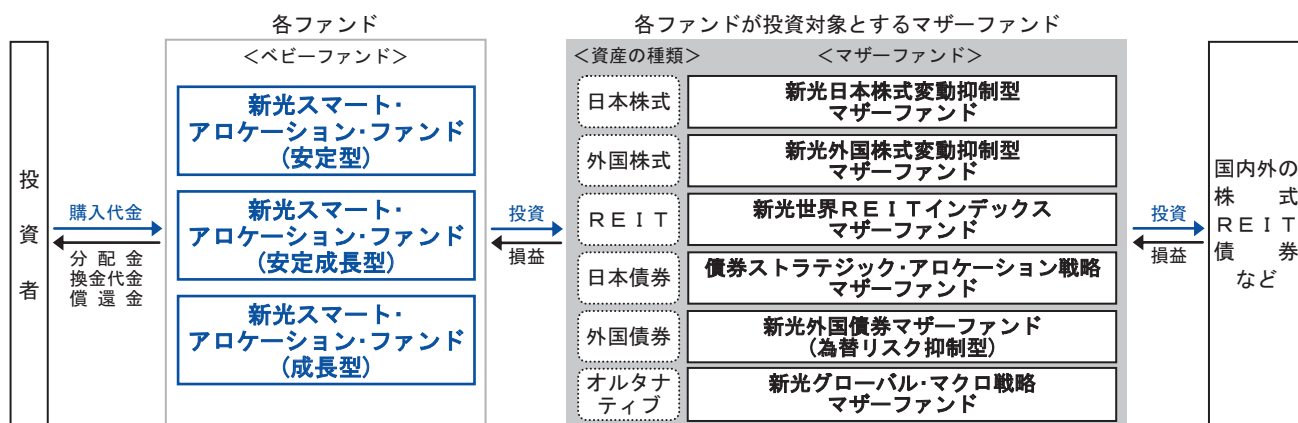 各ファンド
各ファンドが投資対象とするマザーファンド
投資者
購入代金
分配金
換金代金
償還金
＜ベビーファンド＞
新光スマート・
アロケーション・ファンド
(安定型)
新光スマート・
アロケーション・ファンド
(安定成長型)
新光スマート・
アロケーション・ファンド
(成長型)
投資
損益
＜資産の種類＞
＜マザーファンド＞
日本株式
新光日本株式変動抑制型
マザーファンド
外国株式
新光外国株式変動抑制型
マザーファンド
ＲＥＩＴ
新光世界ＲＥＩＴインデックス
マザーファンド
日本債券
債券ストラテジック・アロケーション戦略
マザーファンド
外国債券
新光外国債券マザーファンド
(為替リスク抑制型)
オルタナ
ティブ
新光グローバル・マクロ戦略
マザーファンド
投資
損益
国内外の
株式
ＲＥＩＴ
債券
など